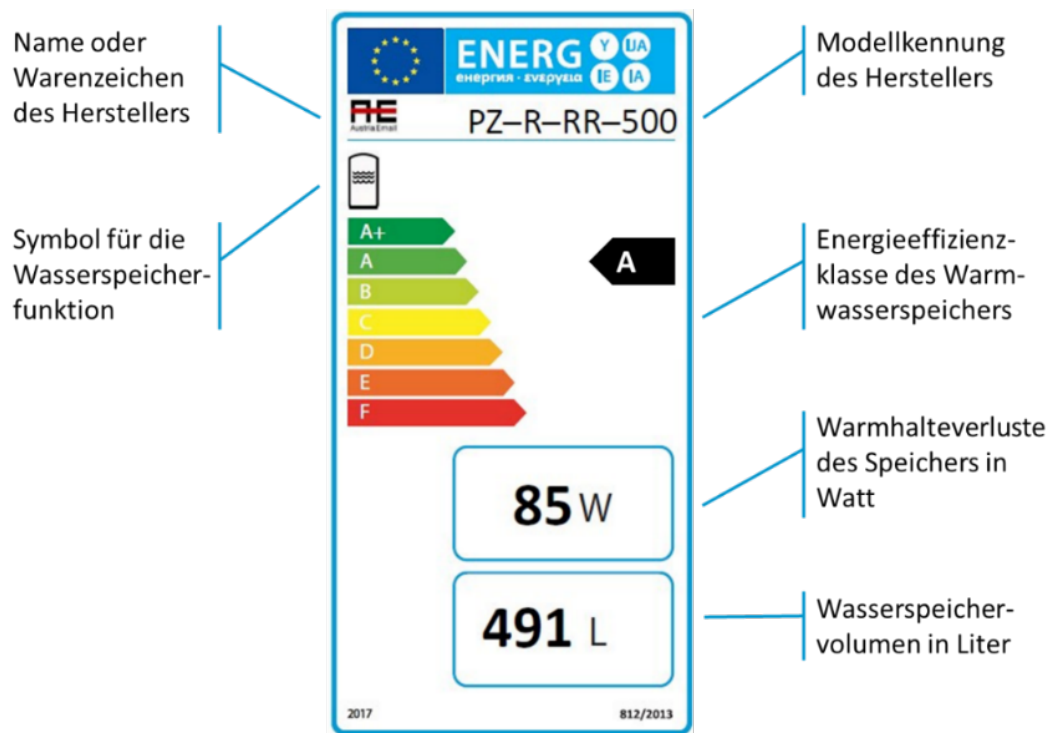 Name oder
Warenzeichen
des Herstellers
Symbol für die
Wasserspeicher-
funktion
ENERG Y IJA
енергия · ενεργεια IE IA
AE
Austria Email
PZ–R–RR–500
A+
A
B
C
D
E
F
A
85 W
491 L
2017
812/2013
Modellkennung
des Herstellers
Energieeffizienz-
klasse des Warm-
wasserspeichers
Warmhalteverluste
des Speichers in
Watt
Wasserspeicher-
volumen in Liter